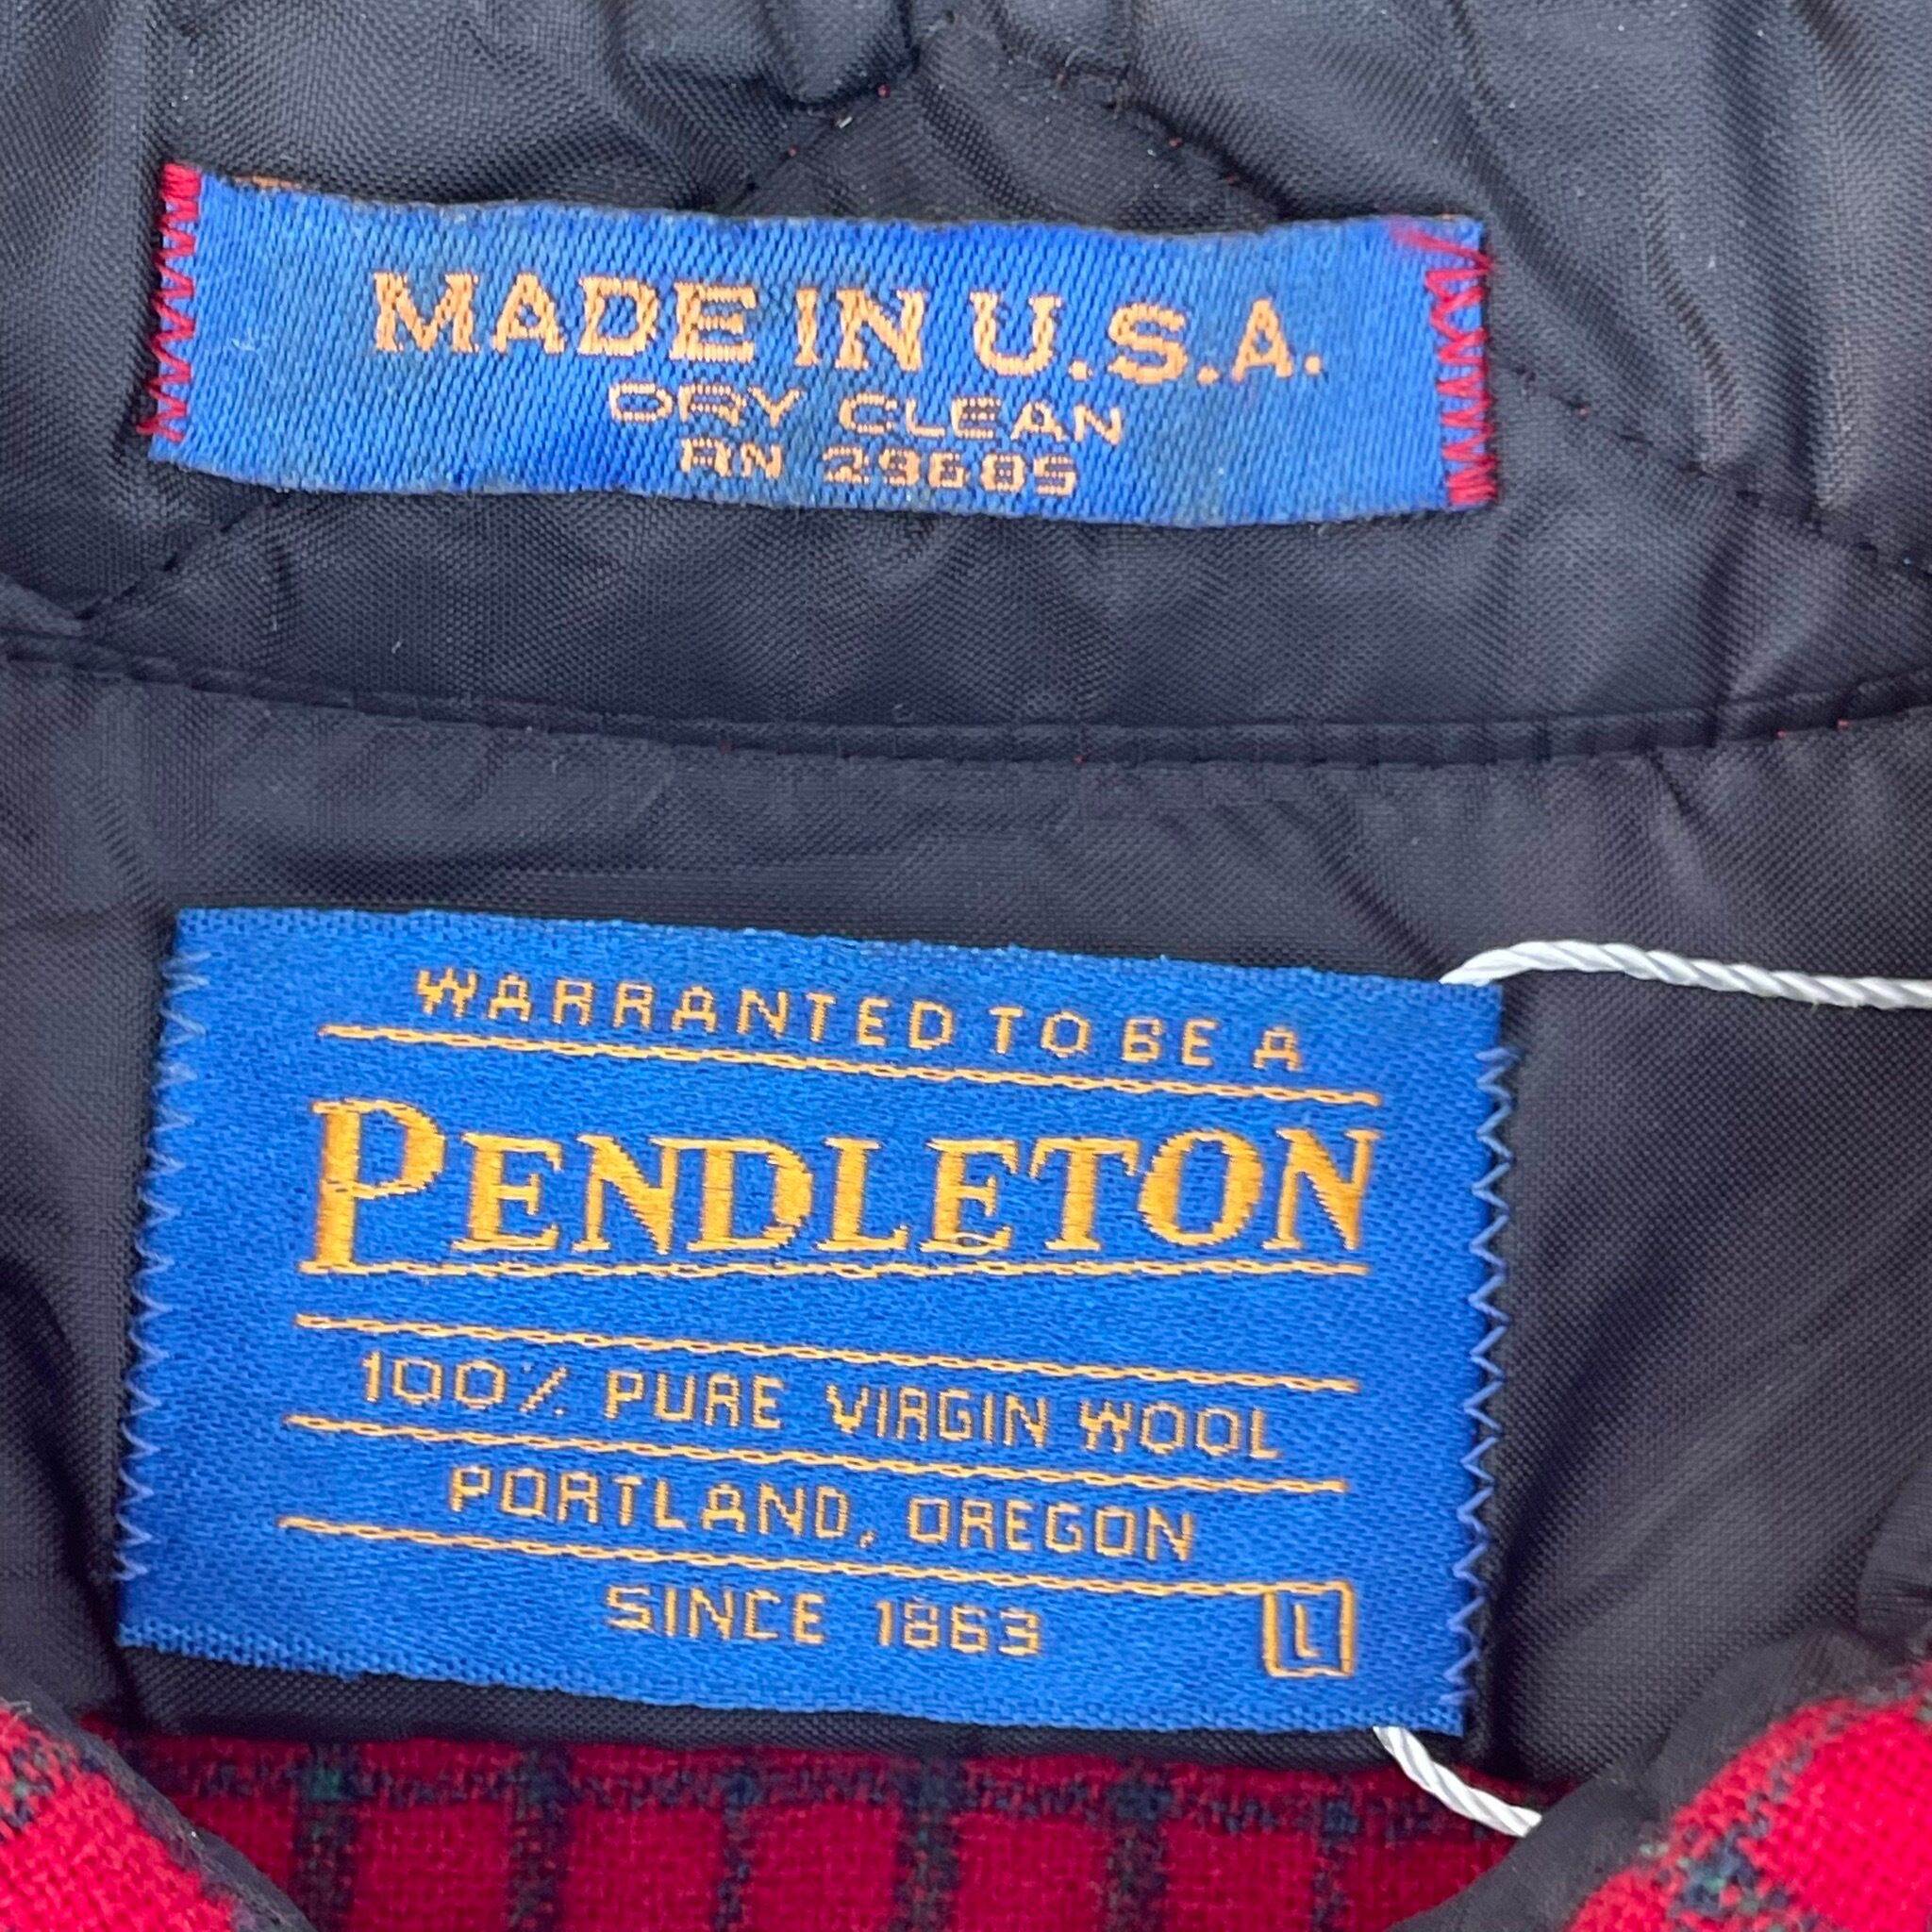 MADE IN U.S.A.
DRY CLEAN
RN 29685
WARRANTED TO BE A
PENDLETON
100% PURE VIRGIN WOOL
PORTLAND, OREGON
SINCE 1863
L